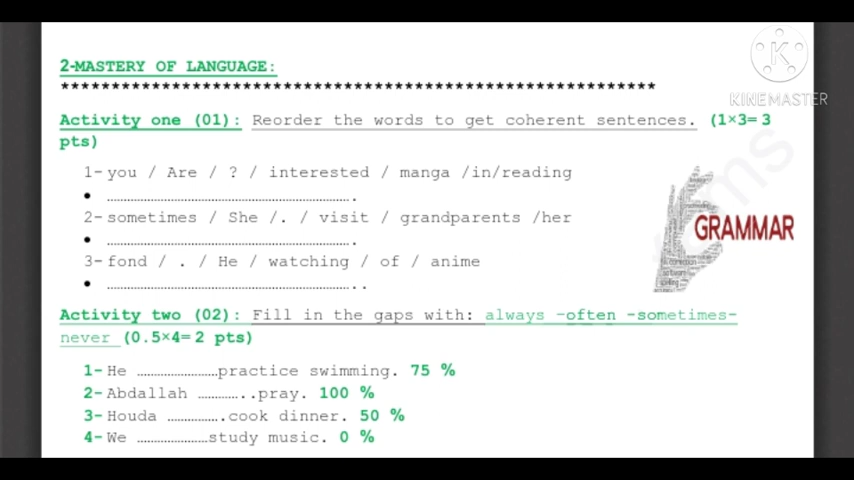 2-MASTERY OF LANGUAGE:
************************************************************
KINEMASTER
Activity one (01): Reorder the words to get coherent sentences. (1×3= 3
pts)
1- you / Are / ? / interested / manga /in/reading
• ……………………………………………………………….
2- sometimes / She /. / visit / grandparents /her
• ……………………………………………………………….
3- fond / . / He / watching / of / anime
• ………………………………………………………………..
GRAMMAR
Activity two (02): Fill in the gaps with: always -often -sometimes-
never (0.5×4= 2 pts)
1- He ……………………practice swimming. 75 %
2- Abdallah …………..pray. 100 %
3- Houda …………….cook dinner. 50 %
4- We …………………study music. 0 %